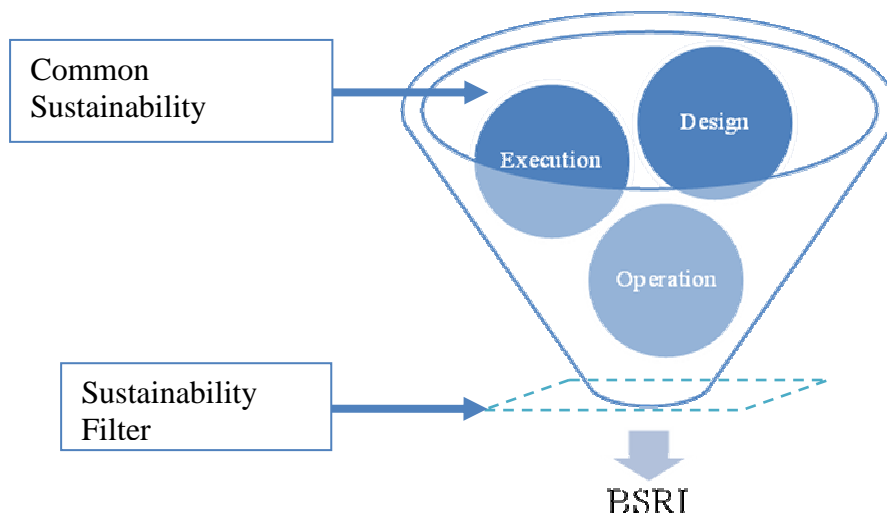 Common
Sustainability
Design
Execution
Operation
Sustainability
Filter
BSRI